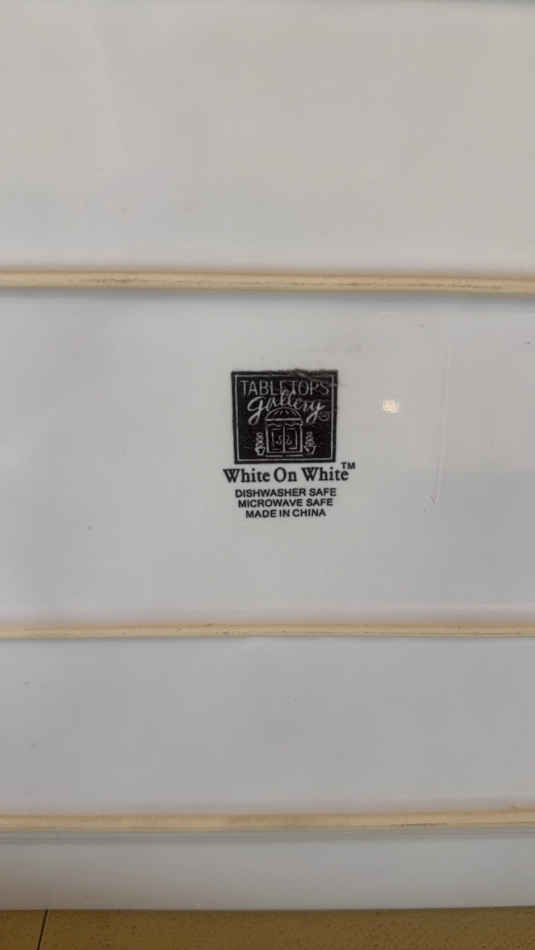 TABLETOPS
Gallery
White On White™
DISHWASHER SAFE
MICROWAVE SAFE
MADE IN CHINA